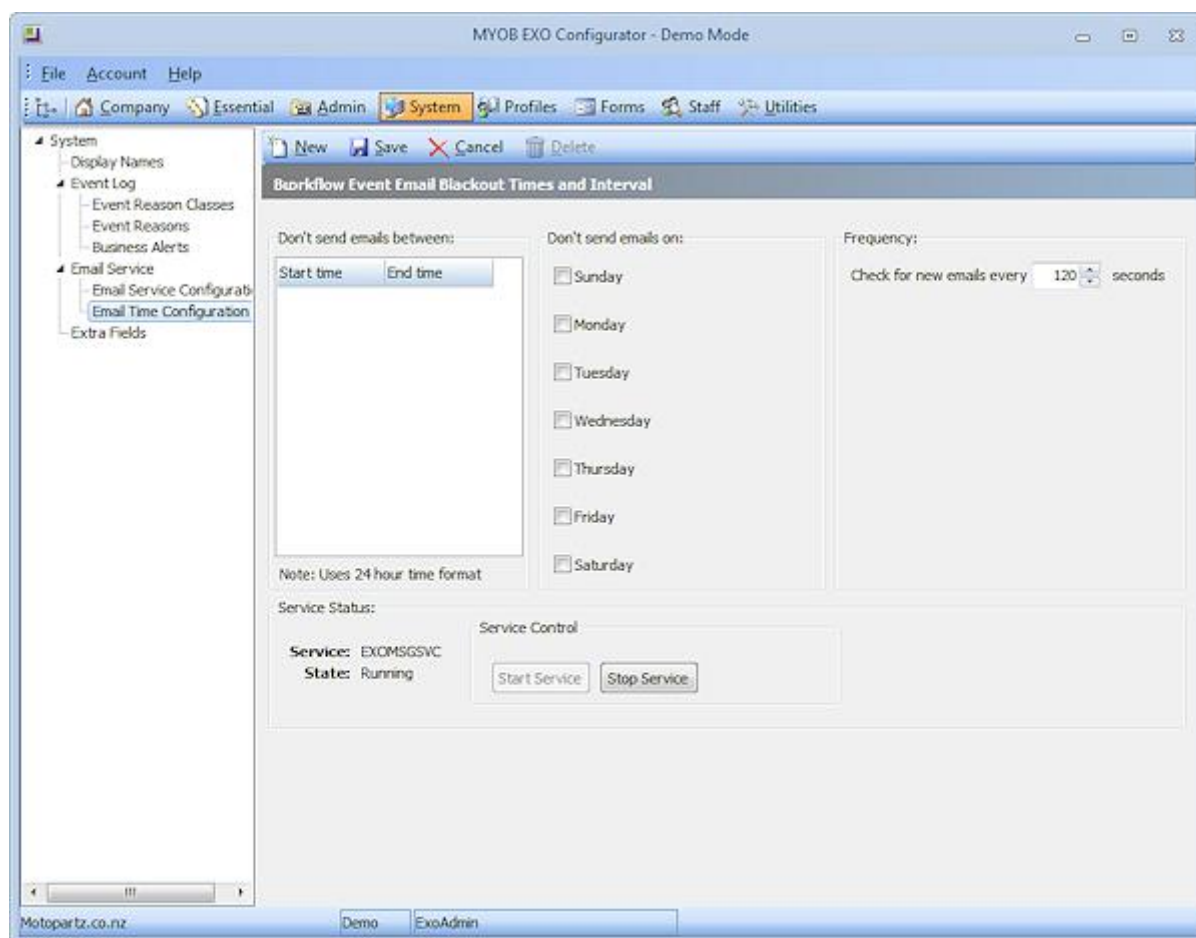 MYOB EXO Configurator - Demo Mode
File Account Help
Company Essential Admin System Profiles Forms Staff Utilities
System
Display Names
Event Log
Event Reason Classes
Event Reasons
Business Alerts
Email Service
Email Service Configurati
Email Time Configuration
Extra Fields
New Save Cancel Delete
Event Email Blackout Times and Interval
Don't send emails between:
Start time End time
Note: Uses 24 hour time format
Don't send emails on:
Sunday
Monday
Tuesday
Wednesday
Thursday
Friday
Saturday
Frequency:
Check for new emails every 120 seconds
Service Status:
Service: EXOMSGSVC
State: Running
Service Control
Start Service Stop Service
Motopartz.co.nz Demo ExoAdmin